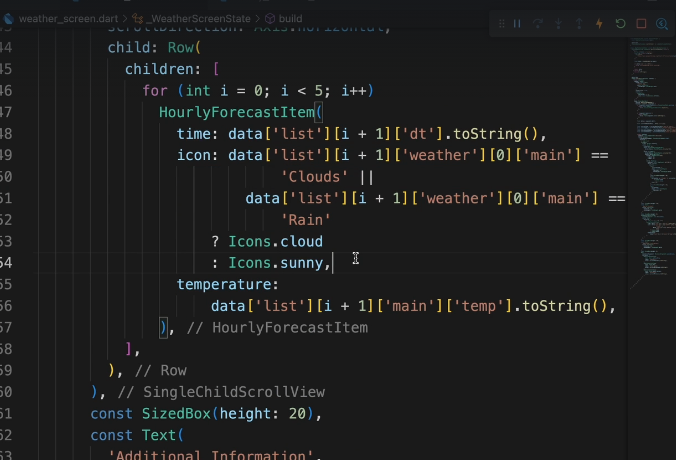 weather_screen.dart > _WeatherScreenState > build
scrollDirection: Axis.horizontal,
44 child: Row(
45 children: [
46 for (int i = 0; i < 5; i++)
47 HourlyForecastItem(
48 time: data['list'][i + 1]['dt'].toString(),
49 icon: data['list'][i + 1]['weather'][0]['main'] ==
50 'Clouds' ||
51 data['list'][i + 1]['weather'][0]['main'] ==
52 'Rain'
53 ? Icons.cloud
54 : Icons.sunny,
55 temperature:
56 data['list'][i + 1]['main']['temp'].toString(),
57 ), // HourlyForecastItem
58 ],
59 ), // Row
60 ), // SingleChildScrollView
61 const SizedBox(height: 20),
62 const Text(
63 'Additional Information',